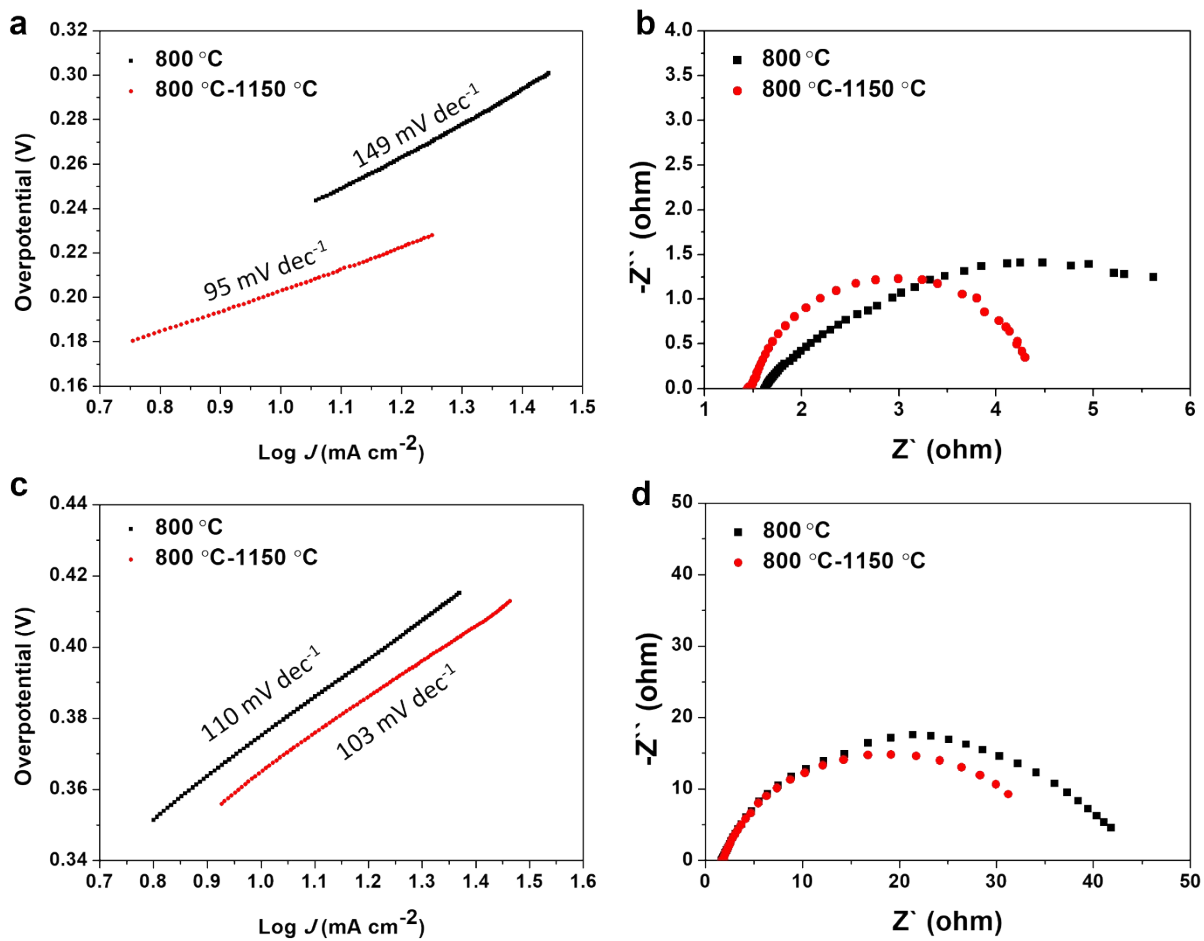 a
800 °C
800 °C-1150 °C
149 mV dec-1
95 mV dec-1
Overpotential (V)
0.32
0.30
0.28
0.26
0.24
0.22
0.20
0.18
0.16
0.7 0.8 0.9 1.0 1.1 1.2 1.3 1.4 1.5
Log J (mA cm-2)
b
800 °C
800 °C-1150 °C
-Z`` (ohm)
4.0
3.5
3.0
2.5
2.0
1.5
1.0
0.5
0.0
1 2 3 4 5 6
Z` (ohm)
c
800 °C
800 °C-1150 °C
110 mV dec-1
103 mV dec-1
Overpotential (V)
0.44
0.42
0.40
0.38
0.36
0.34
0.7 0.8 0.9 1.0 1.1 1.2 1.3 1.4 1.5 1.6
Log J (mA cm-2)
d
800 °C
800 °C-1150 °C
-Z`` (ohm)
50
40
30
20
10
0
0 10 20 30 40 50
Z` (ohm)